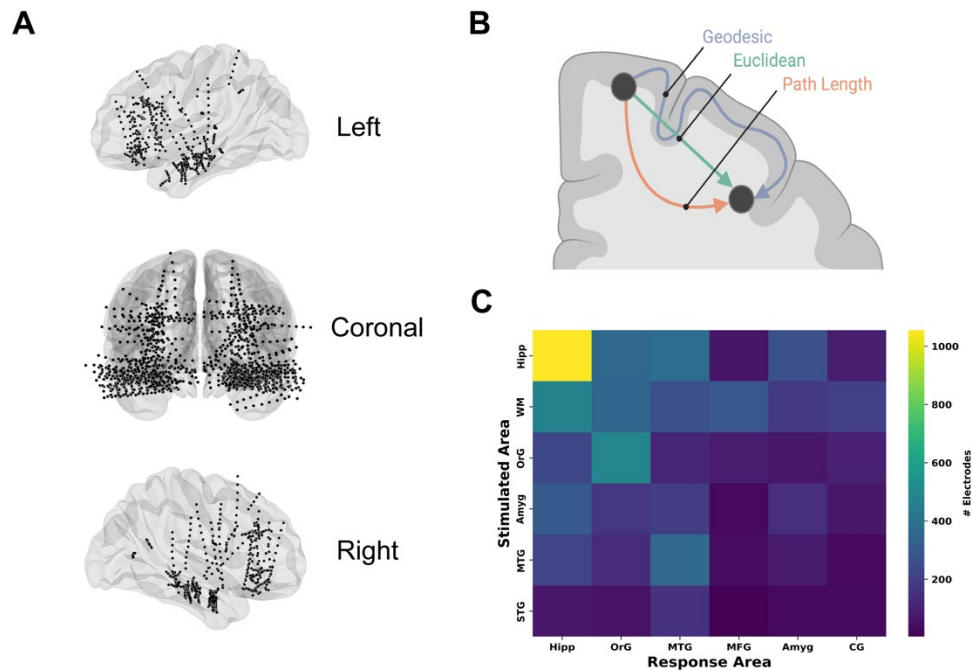 A
Left
Coronal
Right
B
Geodesic
Euclidean
Path Length
C
Stimulated Area
Hipp
WM
OrG
Amyg
MTG
STG
Hipp
OrG
MTG
MFG
Amyg
CG
Response Area
1000
800
600
400
200
# Electrodes